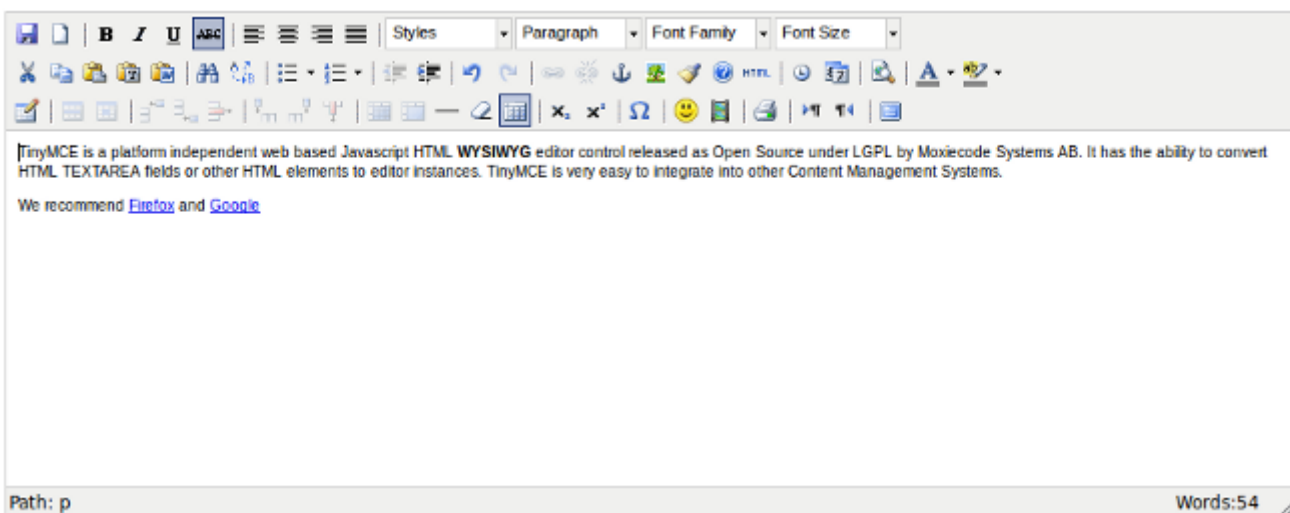 B I U ABC Styles Paragraph Font Family Font Size
HTML A
x₂ x² Ω
TinyMCE is a platform independent web based Javascript HTML WYSIWYG editor control released as Open Source under LGPL by Moxiecode Systems AB. It has the ability to convert
HTML TEXTAREA fields or other HTML elements to editor instances. TinyMCE is very easy to integrate into other Content Management Systems.
We recommend Firefox and Google
Path: p Words:54